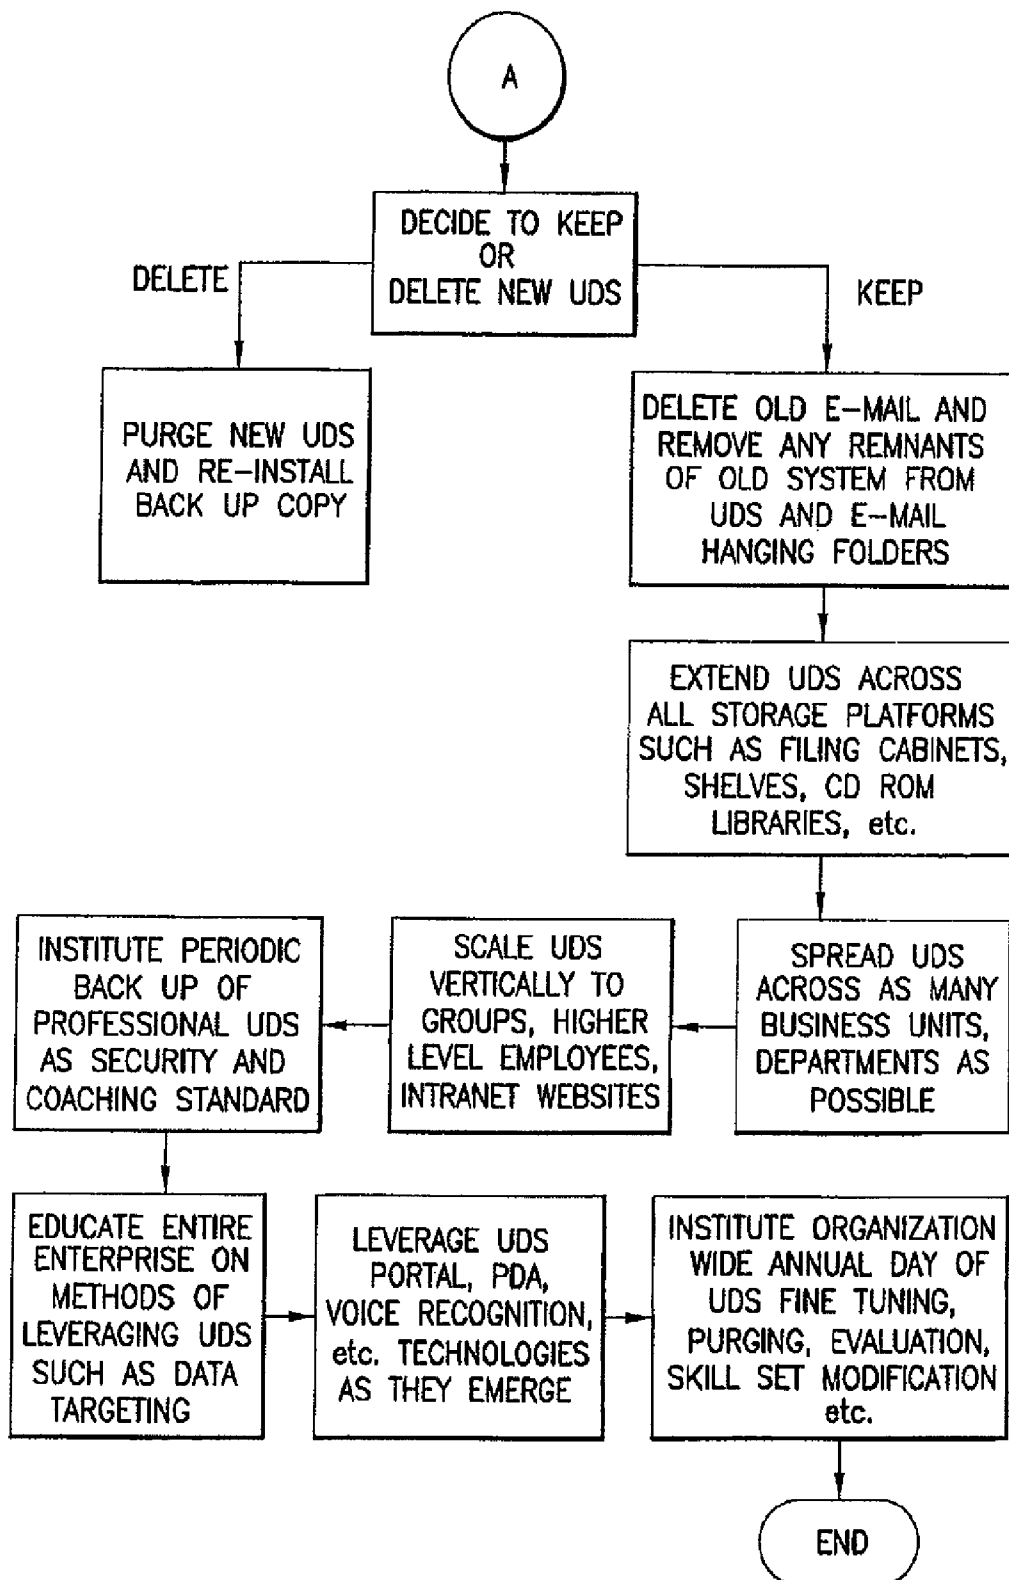 A
DECIDE TO KEEP
OR
DELETE NEW UDS
DELETE
KEEP
PURGE NEW UDS
AND RE-INSTALL
BACK UP COPY
DELETE OLD E-MAIL AND
REMOVE ANY REMNANTS
OF OLD SYSTEM FROM
UDS AND E-MAIL
HANGING FOLDERS
EXTEND UDS ACROSS
ALL STORAGE PLATFORMS
SUCH AS FILING CABINETS,
SHELVES, CD ROM
LIBRARIES, etc.
SPREAD UDS
ACROSS AS MANY
BUSINESS UNITS,
DEPARTMENTS AS
POSSIBLE
SCALE UDS
VERTICALLY TO
GROUPS, HIGHER
LEVEL EMPLOYEES,
INTRANET WEBSITES
INSTITUTE PERIODIC
BACK UP OF
PROFESSIONAL UDS
AS SECURITY AND
COACHING STANDARD
EDUCATE ENTIRE
ENTERPRISE ON
METHODS OF
LEVERAGING UDS
SUCH AS DATA
TARGETING
LEVERAGE UDS
PORTAL, PDA,
VOICE RECOGNITION,
etc. TECHNOLOGIES
AS THEY EMERGE
INSTITUTE ORGANIZATION
WIDE ANNUAL DAY OF
UDS FINE TUNING,
PURGING, EVALUATION,
SKILL SET MODIFICATION
etc.
END